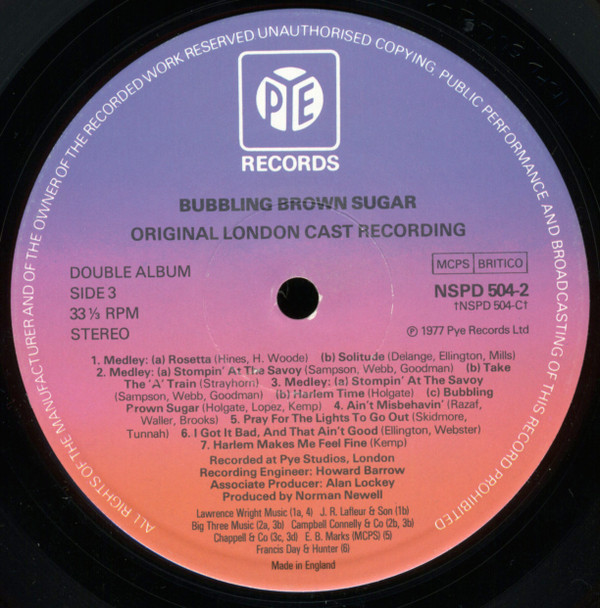 ALL RIGHTS OF THE MANUFACTURER AND OF THE OWNER OF THE RECORDED WORK RESERVED UNAUTHORISED COPYING, PUBLIC PERFORMANCE AND BROADCASTING OF THIS RECORD PROHIBITED
PYE
RECORDS
BUBBLING BROWN SUGAR
ORIGINAL LONDON CAST RECORDING
DOUBLE ALBUM
SIDE 3
33 ⅓ RPM
STEREO
MCPS BRITICO
NSPD 504-2
†NSPD 504-C†
℗ 1977 Pye Records Ltd
1. Medley: (a) Rosetta (Hines, H. Woode) (b) Solitude (Delange, Ellington, Mills)
2. Medley: (a) Stompin' At The Savoy (Sampson, Webb, Goodman) (b) Take
The 'A' Train (Strayhorn) 3. Medley: (a) Stompin' At The Savoy
(Sampson, Webb, Goodman) (b) Harlem Time (Holgate) (c) Bubbling
Brown Sugar (Holgate, Lopez, Kemp) 4. Ain't Misbehavin' (Razaf,
Waller, Brooks) 5. Pray For The Lights To Go Out (Skidmore,
Tunnah) 6. I Got It Bad, And That Ain't Good (Ellington, Webster)
7. Harlem Makes Me Feel Fine (Kemp)
Recorded at Pye Studios, London
Recording Engineer: Howard Barrow
Associate Producer: Alan Lockey
Produced by Norman Newell
Lawrence Wright Music (1a, 4) J. R. Lafleur & Son (1b)
Big Three Music (2a, 3b) Campbell Connelly & Co (2b, 3b)
Chappell & Co (3c, 3d) E. B. Marks (MCPS) (5)
Francis Day & Hunter (6)
Made in England